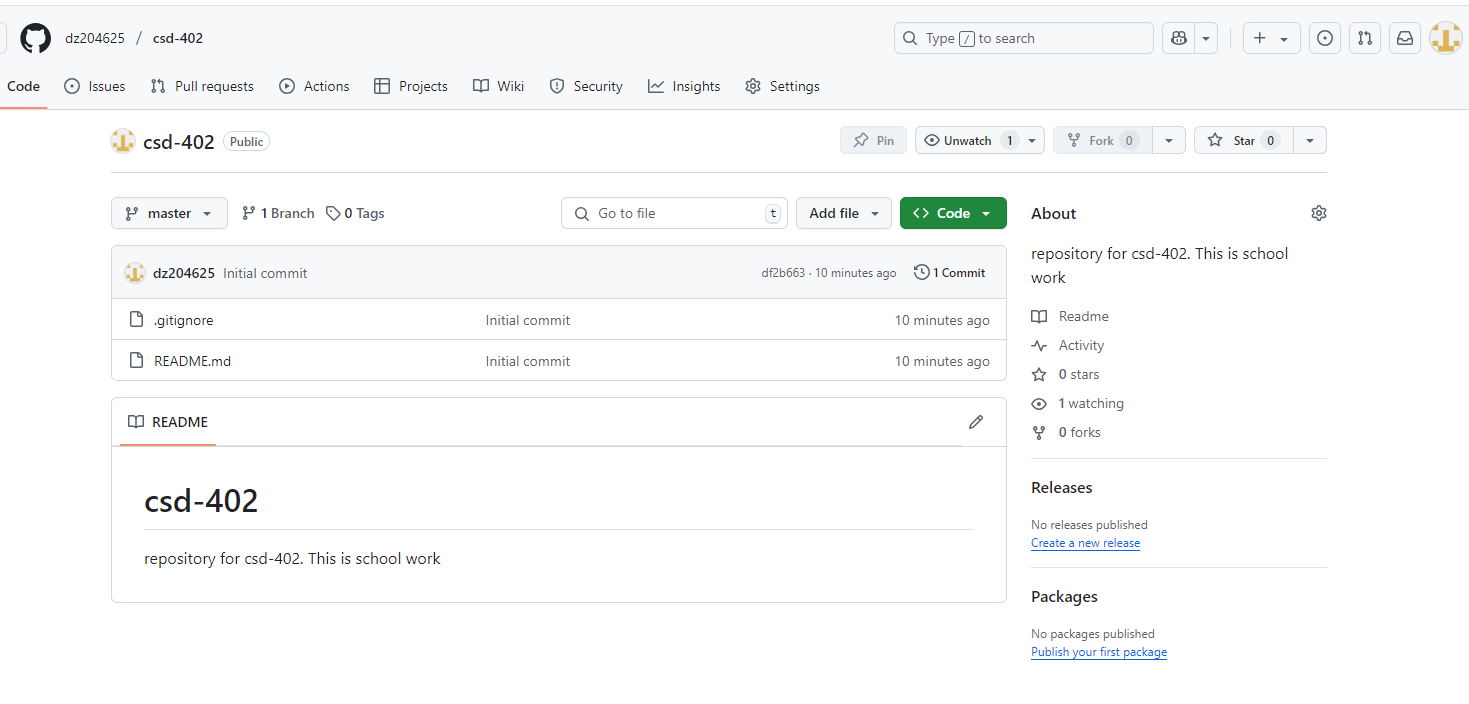 dz204625 / csd-402 Type / to search
Code Issues Pull requests Actions Projects Wiki Security Insights Settings
csd-402 Public Pin Unwatch 1 Fork 0 Star 0
master 1 Branch 0 Tags Go to file t Add file <> Code
dz204625 Initial commit df2b663 · 10 minutes ago 1 Commit
.gitignore Initial commit 10 minutes ago
README.md Initial commit 10 minutes ago
README
csd-402
repository for csd-402. This is school work
About
repository for csd-402. This is school
work
Readme
Activity
0 stars
1 watching
0 forks
Releases
No releases published
Create a new release
Packages
No packages published
Publish your first package